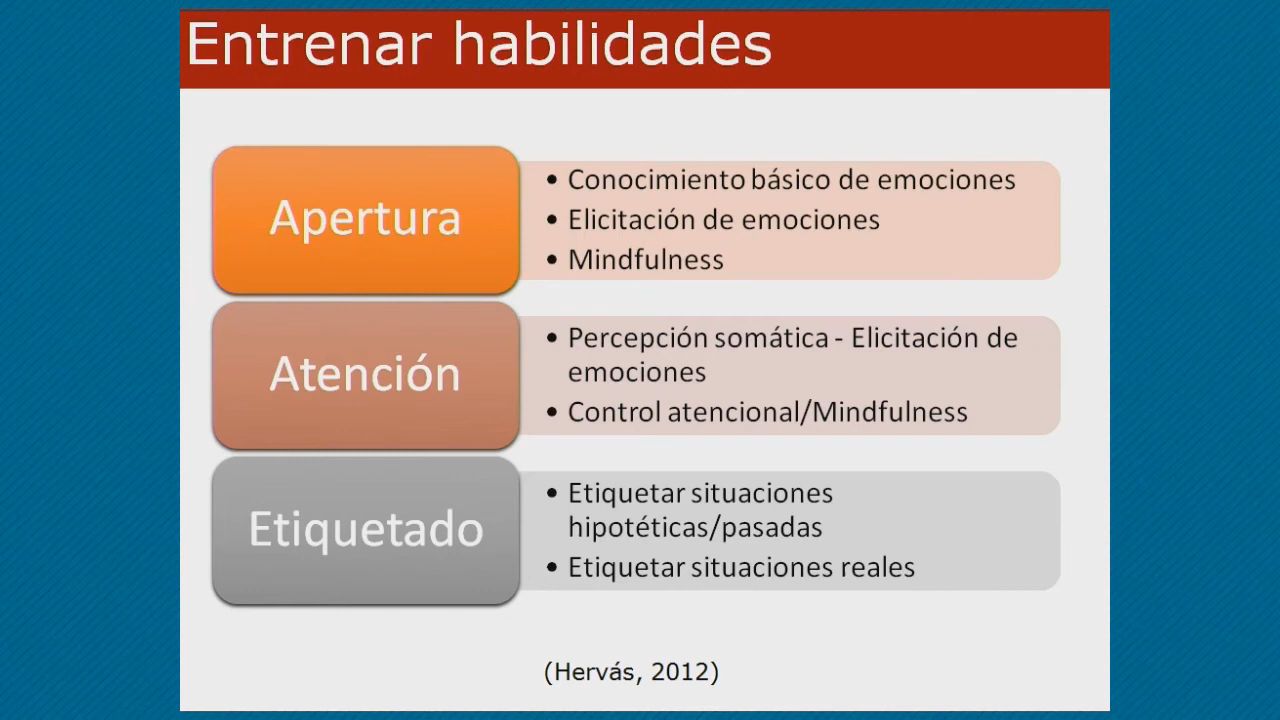 Entrenar habilidades
Apertura
• Conocimiento básico de emociones
• Elicitación de emociones
• Mindfulness
Atención
• Percepción somática - Elicitación de
emociones
• Control atencional/Mindfulness
Etiquetado
• Etiquetar situaciones
hipotéticas/pasadas
• Etiquetar situaciones reales
(Hervás, 2012)